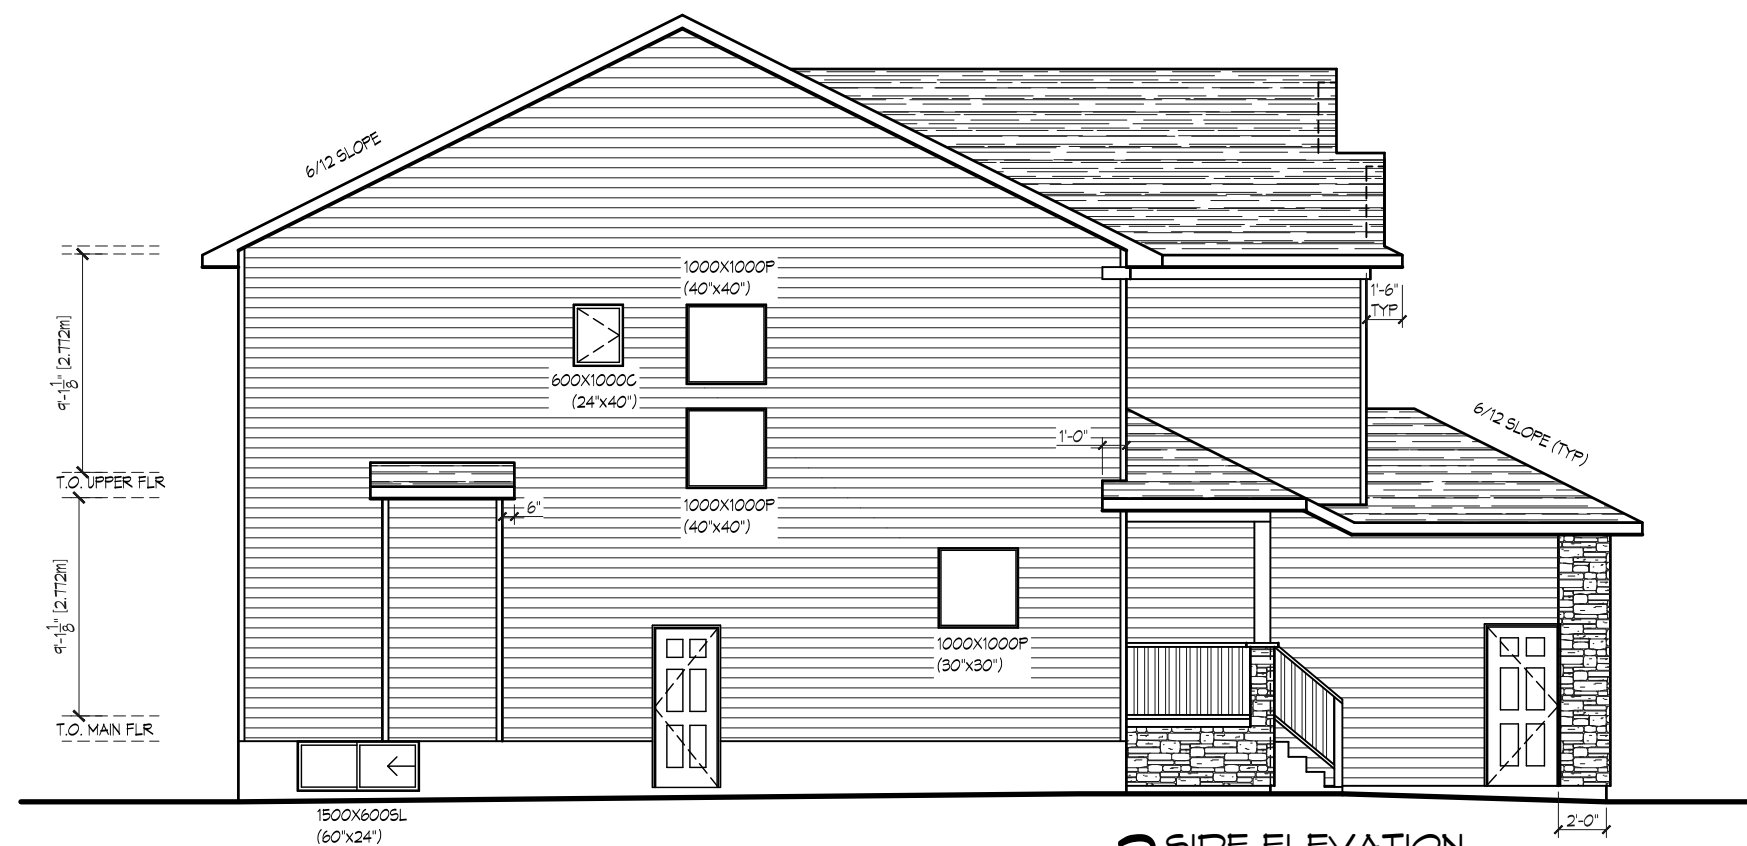 6/12 SLOPE
1000X1000P
(40"x40")
1'-6"
TYP
9'-1 1/8" [2.772m]
600X1000C
(24"x40")
6/12 SLOPE (TYP)
1'-0"
T.O. UPPER FLR
6"
1000X1000P
(40"x40")
9'-1 1/8" [2.772m]
1000X1000P
(30"x30")
T.O. MAIN FLR
1500X600SL
(60"x24")
2'-0"
SIDE ELEVATION